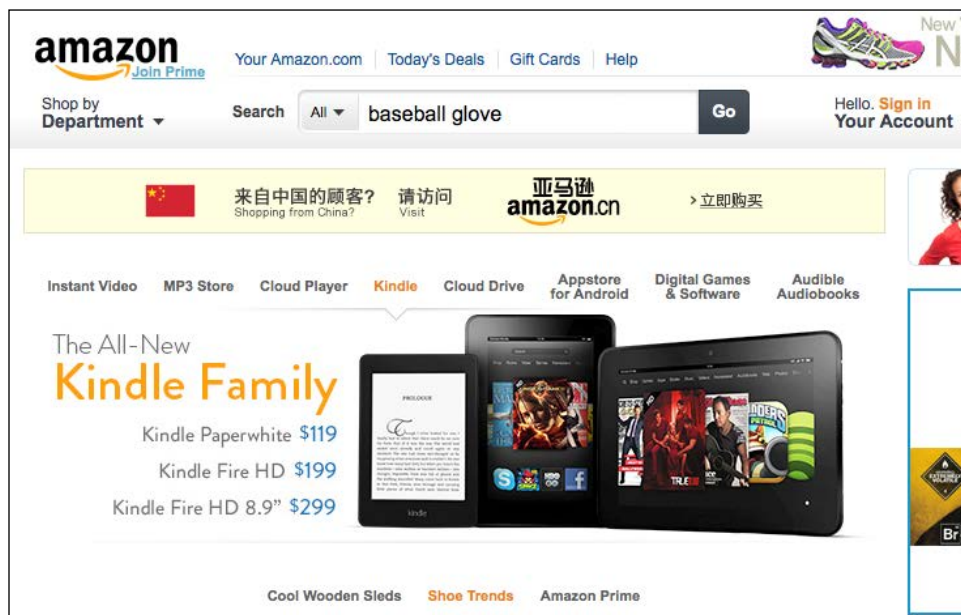 amazon
Join Prime
Your Amazon.com
Today's Deals
Gift Cards
Help
New
Shop by
Department
Search
All
baseball glove
Go
Hello. Sign in
Your Account
来自中国的顾客?
Shopping from China?
请访问
Visit
亚马逊
amazon.cn
›立即购买
Instant Video
MP3 Store
Cloud Player
Kindle
Cloud Drive
Appstore
for Android
Digital Games
& Software
Audible
Audiobooks
The All-New
Kindle Family
Kindle Paperwhite $119
Kindle Fire HD $199
Kindle Fire HD 8.9” $299
PROLOGUE
kindle
Cool Wooden Sleds
Shoe Trends
Amazon Prime